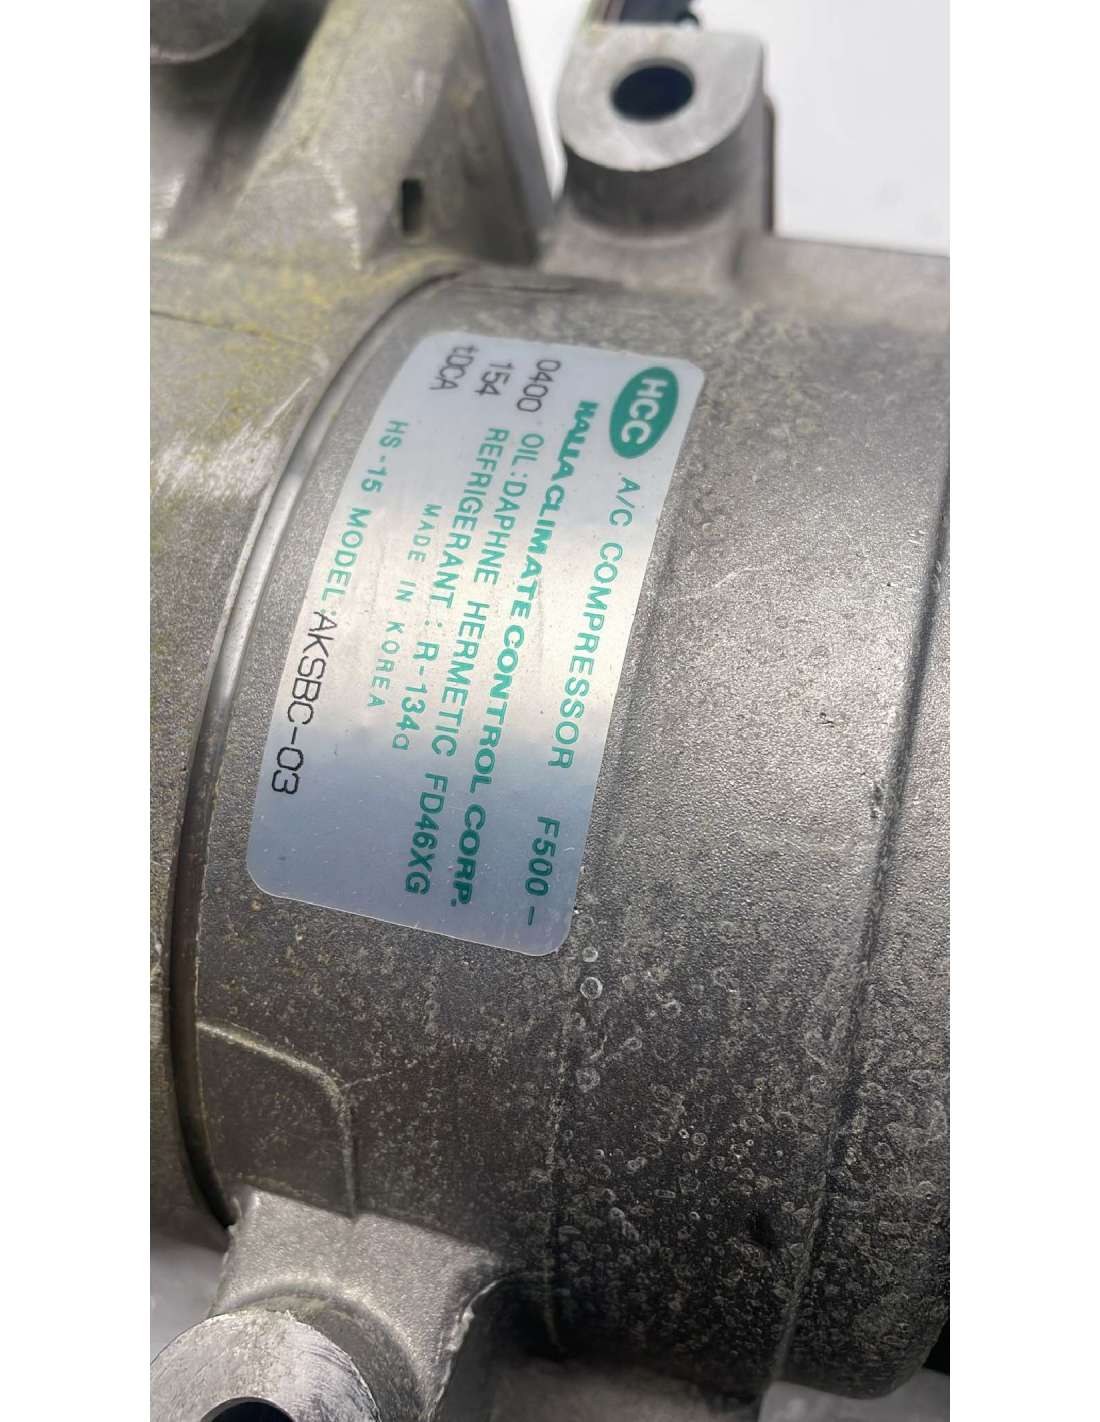 HCC A/C COMPRESSOR F500-
HALLA CLIMATE CONTROL CORP.
0400 OIL:DAPHNE HERMETIC FD46XG
154 REFRIGERANT:R-134a
tDCA MADE IN KOREA
HS-15 MODEL:AKSBC-03